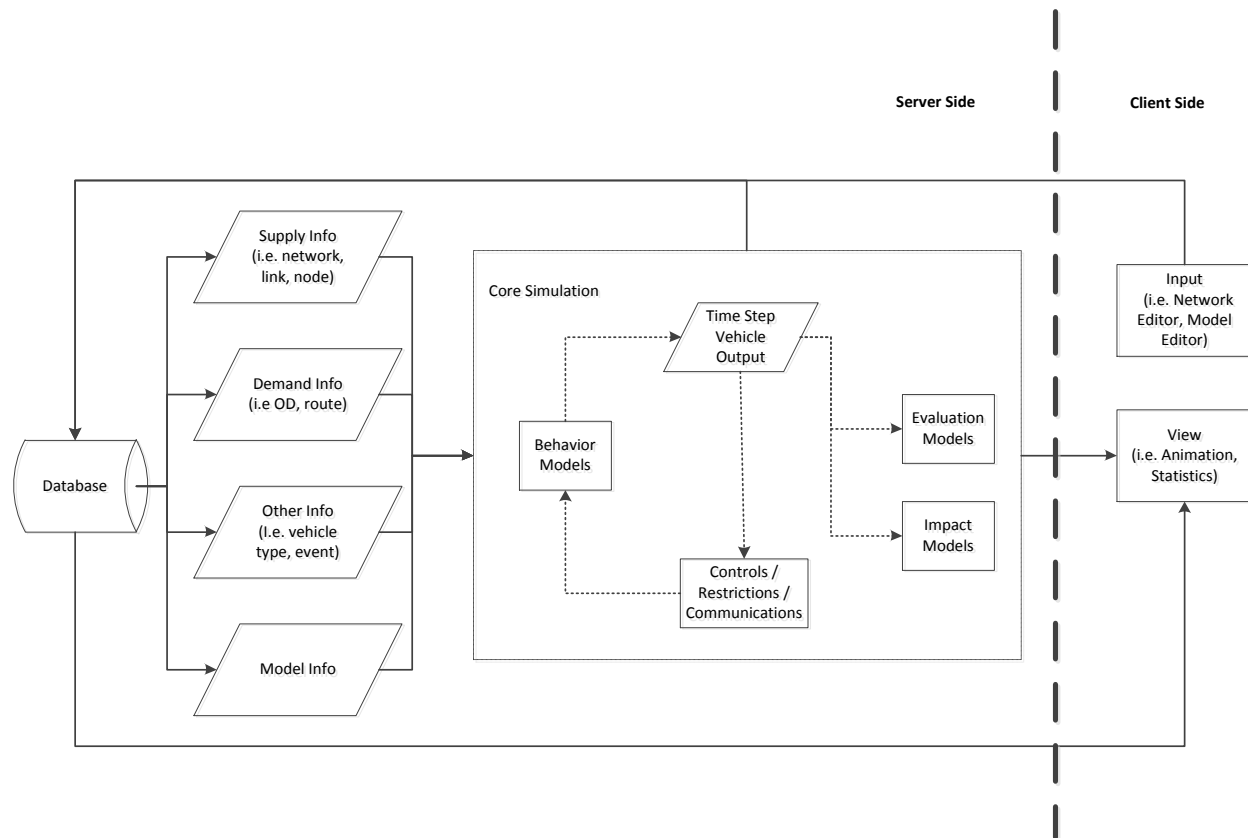 Server Side
Client Side
Supply Info
(i.e. network,
link, node)
Demand Info
(i.e OD, route)
Other Info
(I.e. vehicle
type, event)
Model Info
Database
Core Simulation
Time Step
Vehicle
Output
Behavior
Models
Evaluation
Models
Impact
Models
Controls /
Restrictions /
Communications
Input
(i.e. Network
Editor, Model
Editor)
View
(i.e. Animation,
Statistics)